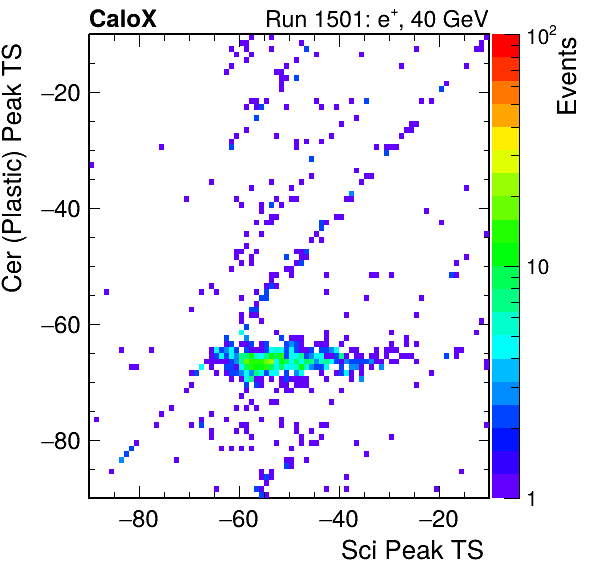 CaloX Run 1501: e⁺, 40 GeV
Cer (Plastic) Peak TS
−20
−40
−60
−80
−80 −60 −40 −20
Sci Peak TS
10²
10
1
Events